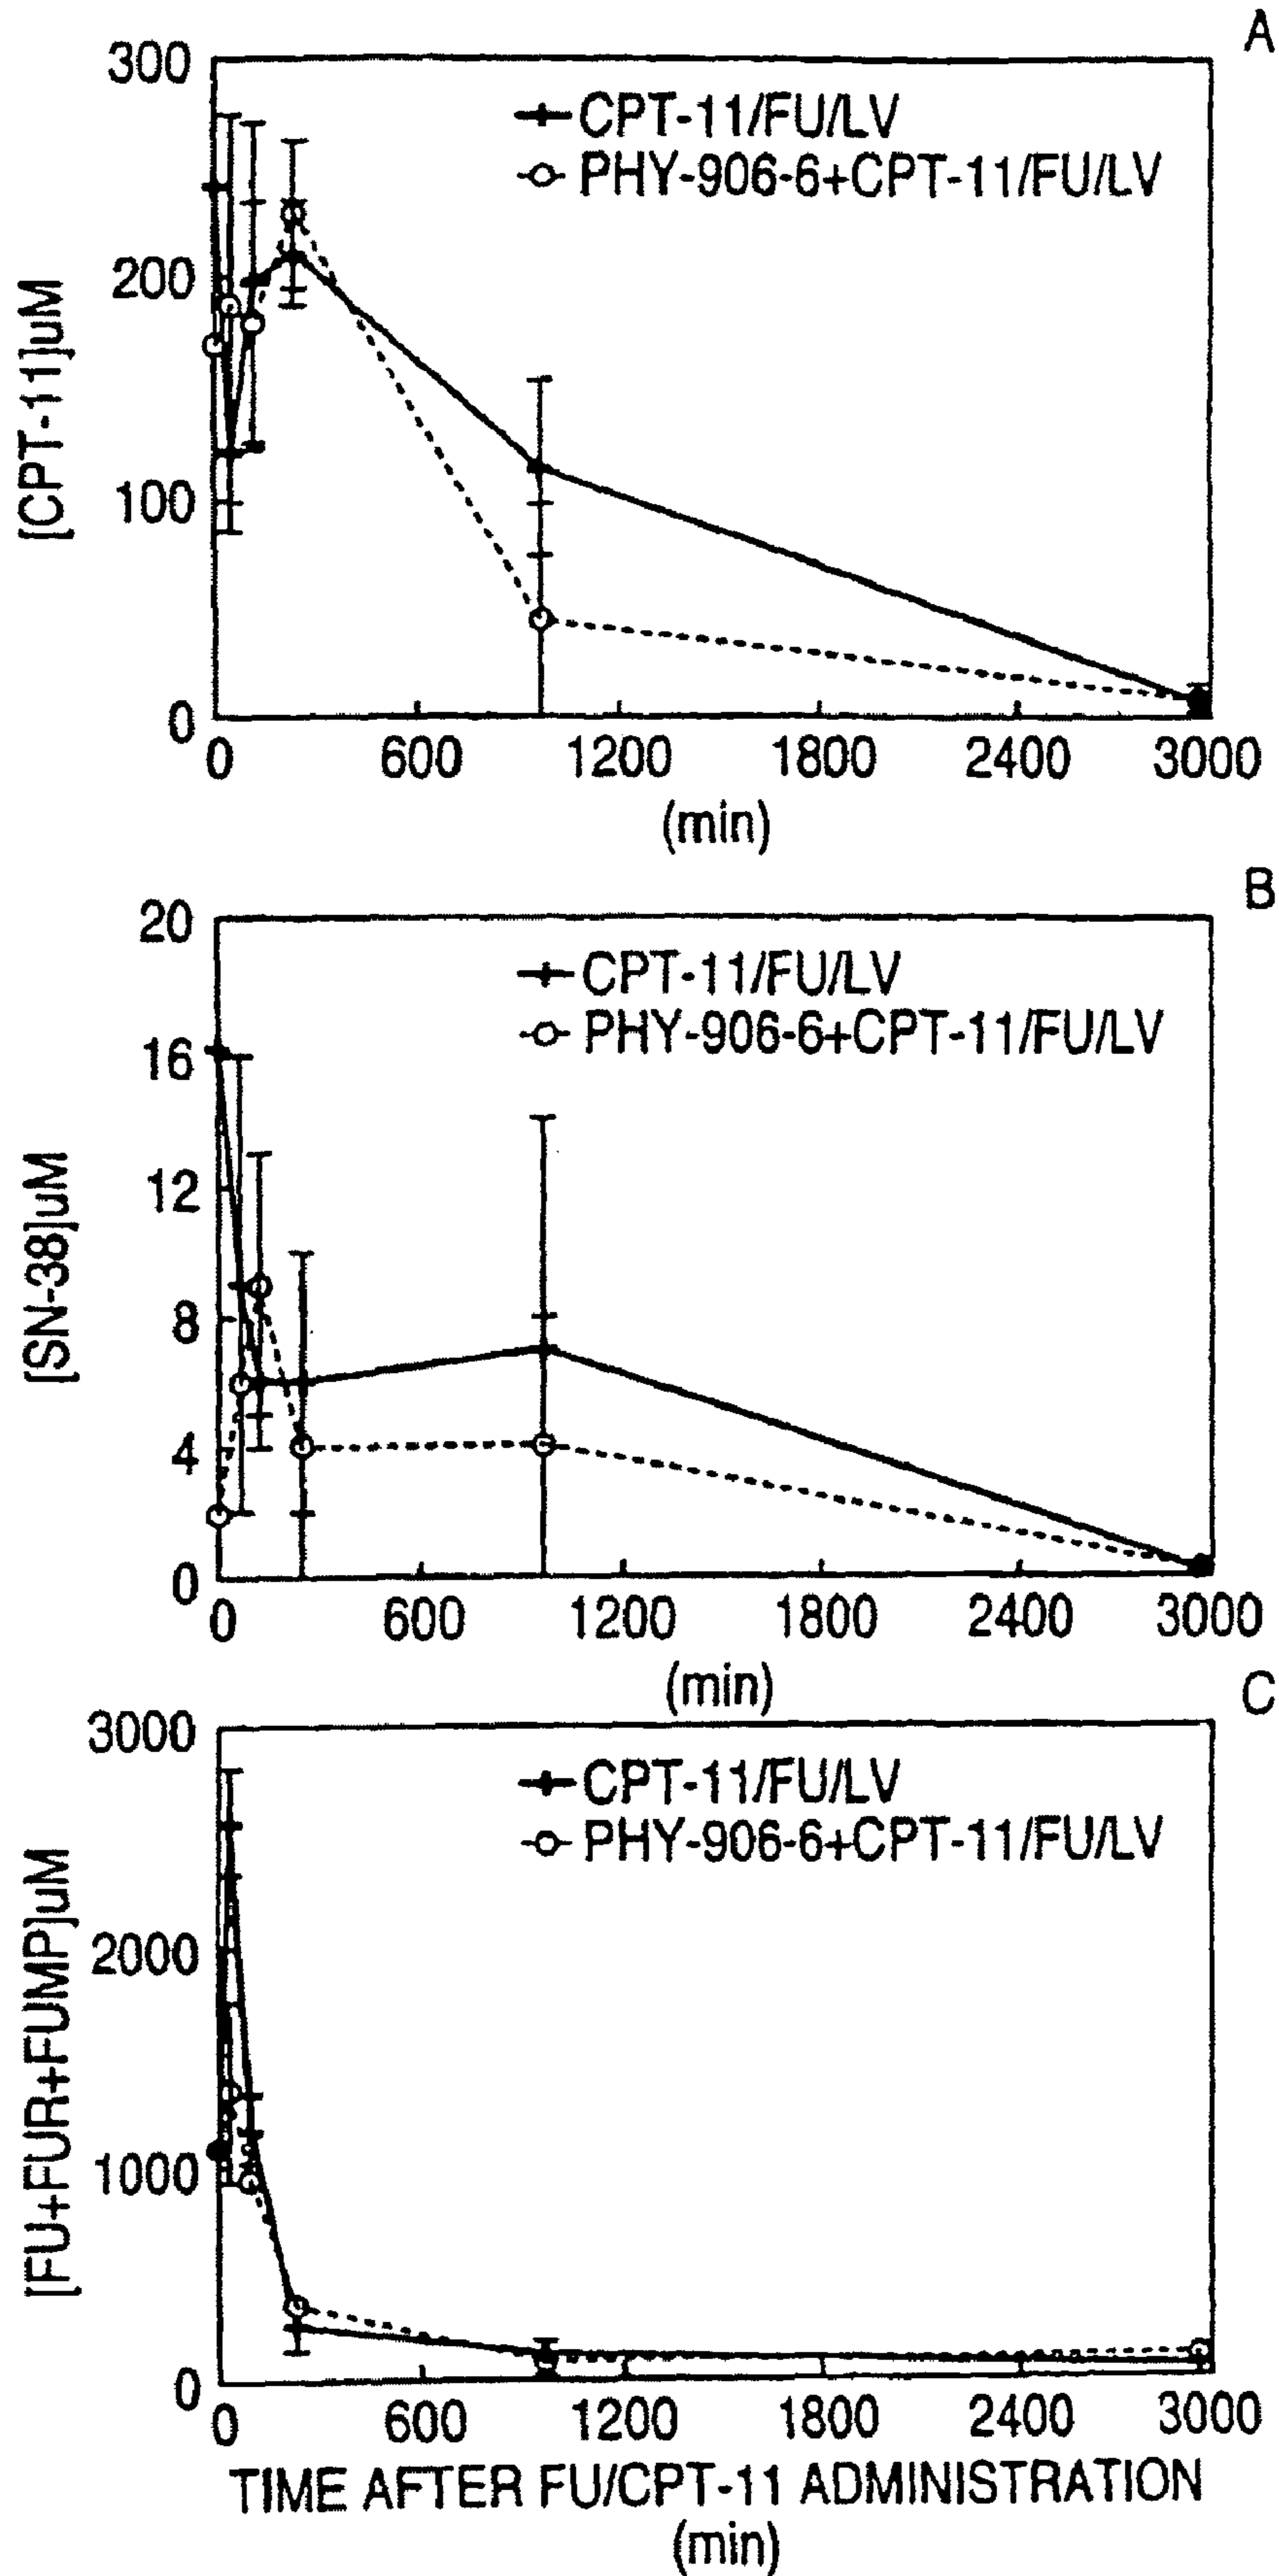 A
300
200
100
0
[CPT-11]uM
CPT-11/FU/LV
PHY-906-6+CPT-11/FU/LV
0 600 1200 1800 2400 3000
(min)
B
20
16
12
8
4
0
[SN-38]uM
CPT-11/FU/LV
PHY-906-6+CPT-11/FU/LV
0 600 1200 1800 2400 3000
(min)
C
3000
2000
1000
0
[FU+FUR+FUMP]uM
CPT-11/FU/LV
PHY-906-6+CPT-11/FU/LV
0 600 1200 1800 2400 3000
TIME AFTER FU/CPT-11 ADMINISTRATION
(min)